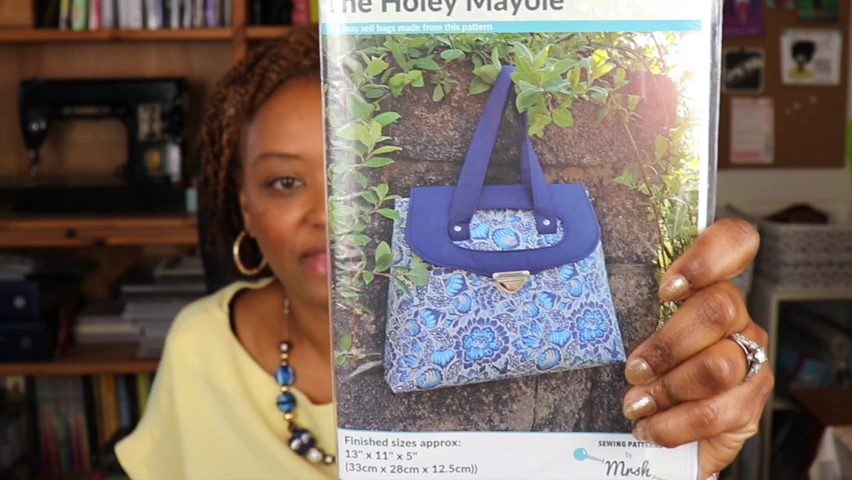 The Holey Mayole
You may sell bags made from this pattern
Finished sizes approx:
13" x 11" x 5"
(33cm x 28cm x 12.5cm))
SEWING PATTERNS
by
Mrs H